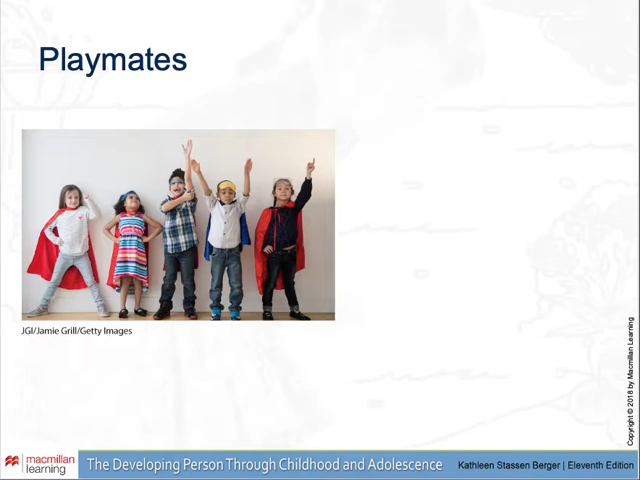 Playmates
JGI/Jamie Grill/Getty Images
Copyright © 2018 by Macmillan Learning
macmillan
learning
The Developing Person Through Childhood and Adolescence
Kathleen Stassen Berger | Eleventh Edition